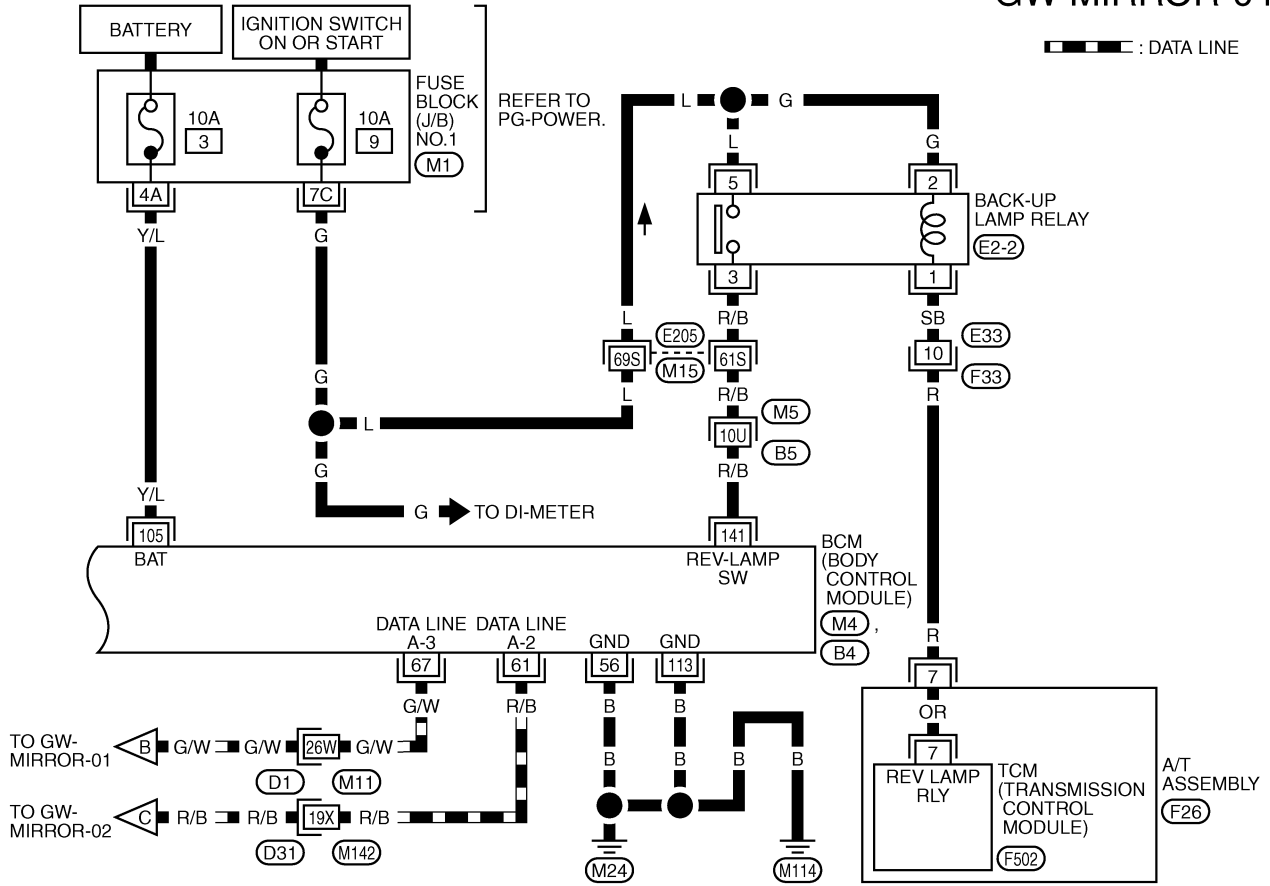 GW-MIRROR-04
: DATA LINE
BATTERY
IGNITION SWITCH
ON OR START
10A
3
10A
9
FUSE
BLOCK
(J/B)
NO.1
M1
REFER TO
PG-POWER.
4A
7C
Y/L
G
L
G
L
G
5
2
BACK-UP
LAMP RELAY
E2-2
3
1
L
R/B
SB
E205
E33
69S
61S
10
M15
F33
G
L
R/B
R
L
M5
10U
B5
G
R/B
Y/L
G
TO DI-METER
105
141
BAT
REV-LAMP
SW
BCM
(BODY
CONTROL
MODULE)
M4 ,
B4
DATA LINE
A-3
DATA LINE
A-2
GND
GND
67
61
56
113
R
7
OR
7
REV LAMP
RLY
TCM
(TRANSMISSION
CONTROL
MODULE)
F502
A/T
ASSEMBLY
F26
G/W
R/B
B
B
TO GW-
MIRROR-01
B
G/W
G/W
26W
G/W
B
B
B
B
D1
M11
TO GW-
MIRROR-02
C
R/B
R/B
19X
R/B
D31
M142
M24
M114